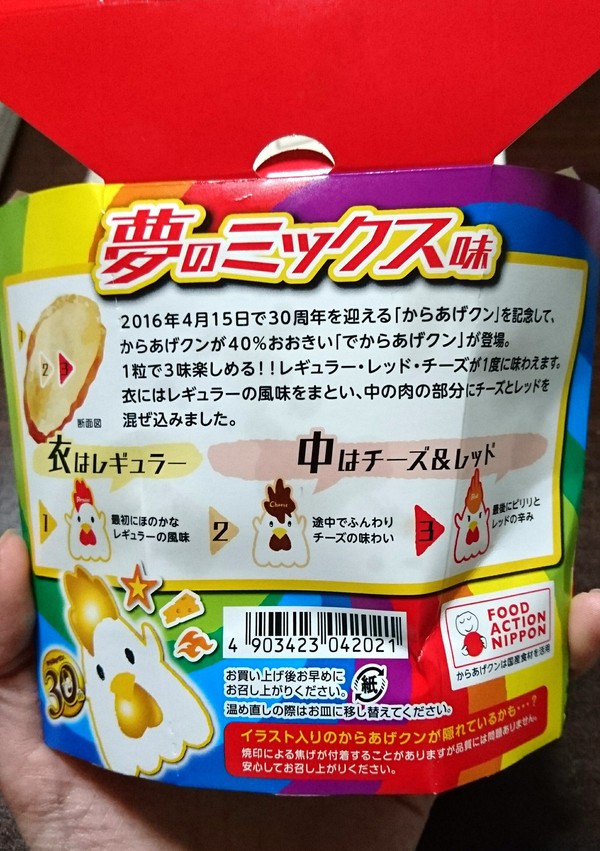 夢のミックス味
2016年4月15日で30周年を迎える「からあげクン」を記念して、
からあげクンが40%おおきい「でからあげクン」が登場。
1粒で3味楽しめる!!レギュラー・レッド・チーズが1度に味わえます。
衣にはレギュラーの風味をまとい、中の肉の部分にチーズとレッドを
混ぜ込みました。
1
2
3
断面図
衣はレギュラー
中はチーズ&レッド
1
Regular
最初にほのかな
レギュラーの風味
2
Cheese
途中でふんわり
チーズの味わい
3
Red
最後にピリリと
レッドの辛み
30
4 903423 042021
お買い上げ後お早めに
お召し上がりください。
紙
温め直しの際はお皿に移し替えてください。
FOOD
ACTION
NIPPON
からあげクンは国産食材を活用
イラスト入りのからあげクンが隠れているかも…?
焼印による焦げが付着することがありますが品質には問題ありません。
安心してお召し上がりください。